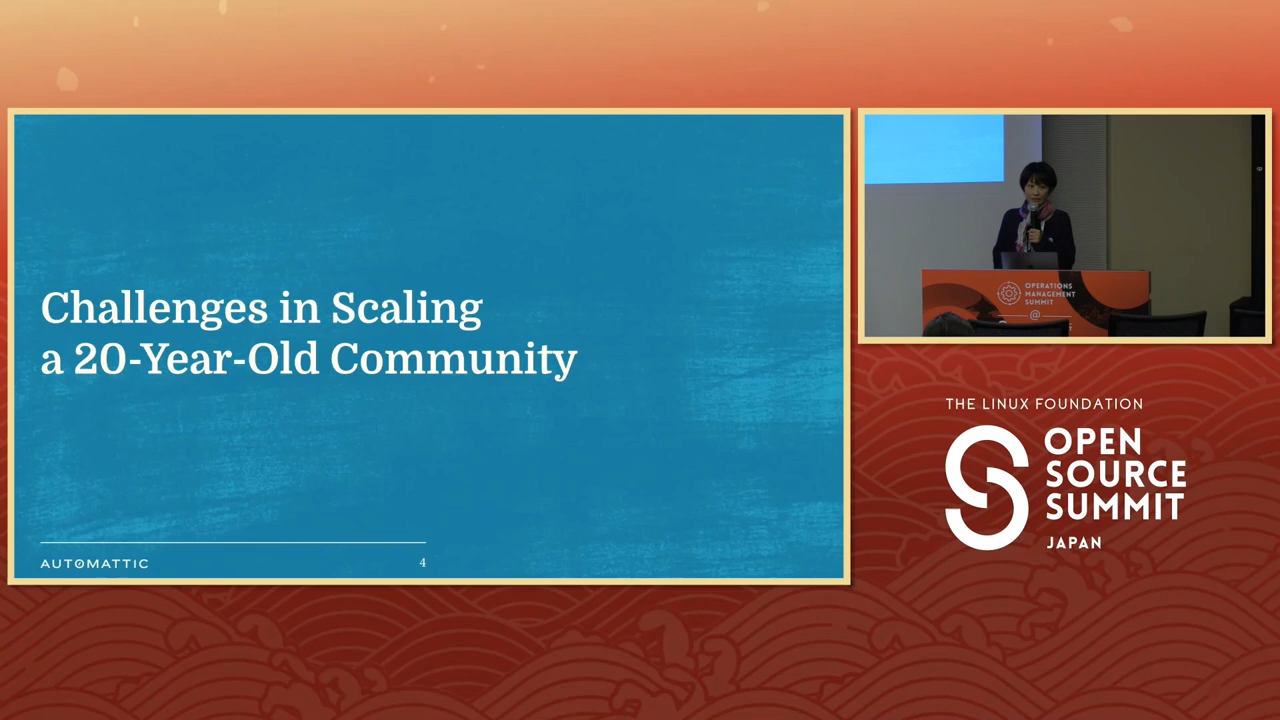 Challenges in Scaling
a 20-Year-Old Community
AUTOMATTIC
4
OPERATIONS
MANAGEMENT
SUMMIT
@
THE LINUX FOUNDATION
OPEN
SOURCE
SUMMIT
JAPAN